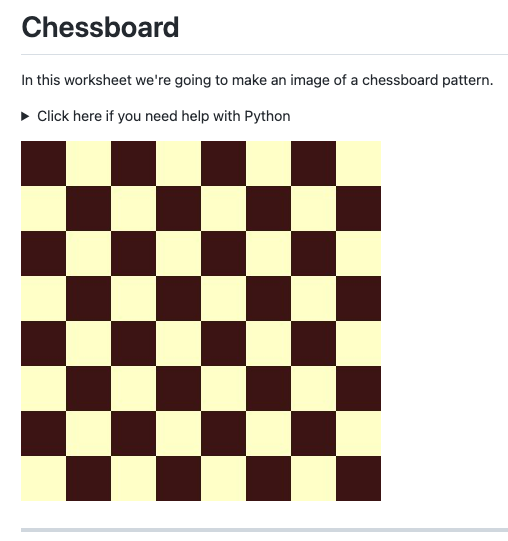 Chessboard
In this worksheet we're going to make an image of a chessboard pattern.
Click here if you need help with Python